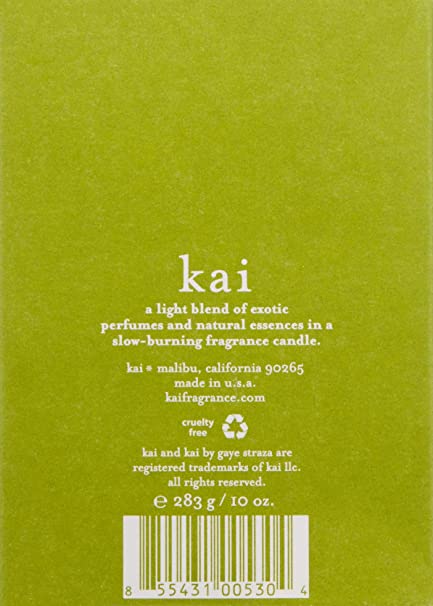 kai
a light blend of exotic
perfumes and natural essences in a
slow-burning fragrance candle.
kai * malibu, california 90265
made in u.s.a.
kaifragrance.com
cruelty
free
kai and kai by gaye straza are
registered trademarks of kai llc.
all rights reserved.
℮ 283 g / 10 oz.
8 55431 00530 4